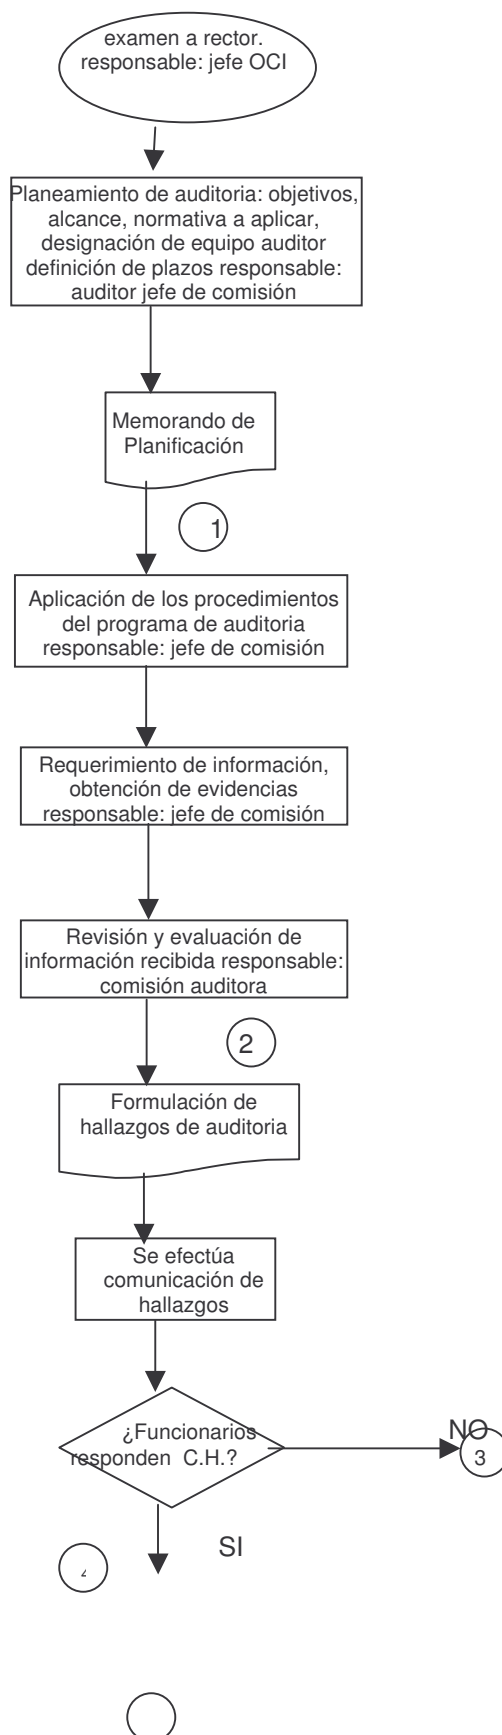 examen a rector.
responsable: jefe OCI
Planeamiento de auditoria: objetivos,
alcance, normativa a aplicar,
designación de equipo auditor
definición de plazos responsable:
auditor jefe de comisión
Memorando de
Planificación
1
Aplicación de los procedimientos
del programa de auditoria
responsable: jefe de comisión
Requerimiento de información,
obtención de evidencias
responsable: jefe de comisión
Revisión y evaluación de
información recibida responsable:
comisión auditora
2
Formulación de
hallazgos de auditoria
Se efectúa
comunicación de
hallazgos
¿Funcionarios
responden C.H.?
NO
3
SI